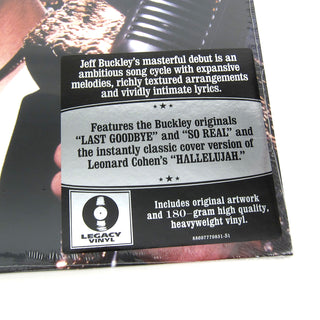 Jeff Buckley's masterful debut is an
ambitious song cycle with expansive
melodies, richly textured arrangements
and vividly intimate lyrics.
Features the Buckley originals
"LAST GOODBYE" and "SO REAL" and
the instantly classic cover version of
Leonard Cohen's "HALLELUJAH."
LEGACY
VINYL
Includes original artwork
and 180-gram high quality,
heavyweight vinyl.